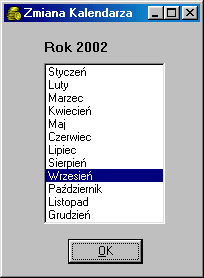 Zmiana Kalendarza
Rok 2002
Styczeń
Luty
Marzec
Kwiecień
Maj
Czerwiec
Lipiec
Sierpień
Wrzesień
Październik
Listopad
Grudzień
OK